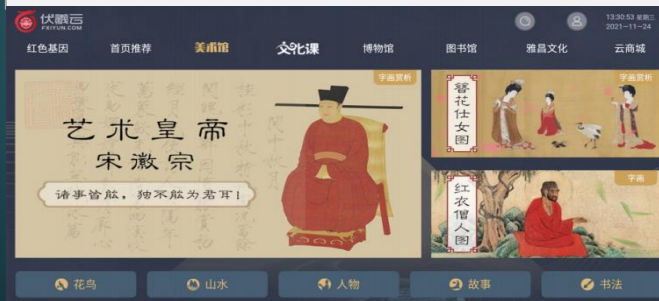 伏羲云
FXIYUN.COM
13:30:53 星期三
2021-11-24
红色基因 首页推荐 美术馆 文化课 博物馆 图书馆 雅昌文化 云商城
字画赏析
艺术皇帝
宋徽宗
诸事皆能，独不能为君耳！
字画赏析
簪花仕女图
字画
红衣僧人图
花鸟 山水 人物 故事 书法